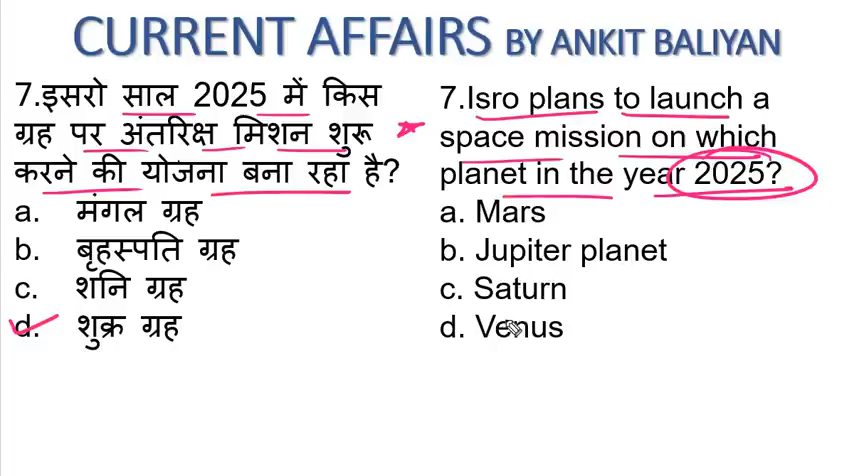 CURRENT AFFAIRS BY ANKIT BALIYAN
7.इसरो साल 2025 में किस
ग्रह पर अंतरिक्ष मिशन शुरू
करने की योजना बना रहा है?
a. मंगल ग्रह
b. बृहस्पति ग्रह
c. शनि ग्रह
d. शुक्र ग्रह
7.Isro plans to launch a
space mission on which
planet in the year 2025?
a. Mars
b. Jupiter planet
c. Saturn
d. Venus